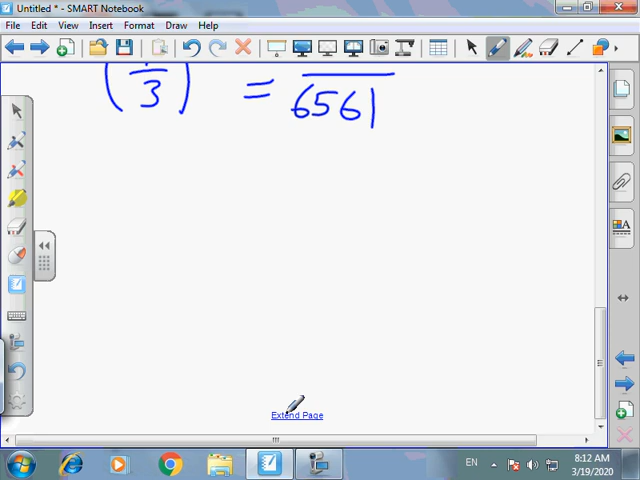 Untitled * - SMART Notebook
File Edit View Insert Format Draw Help
3
= 6561
Extend Page
EN
8:12 AM
3/19/2020